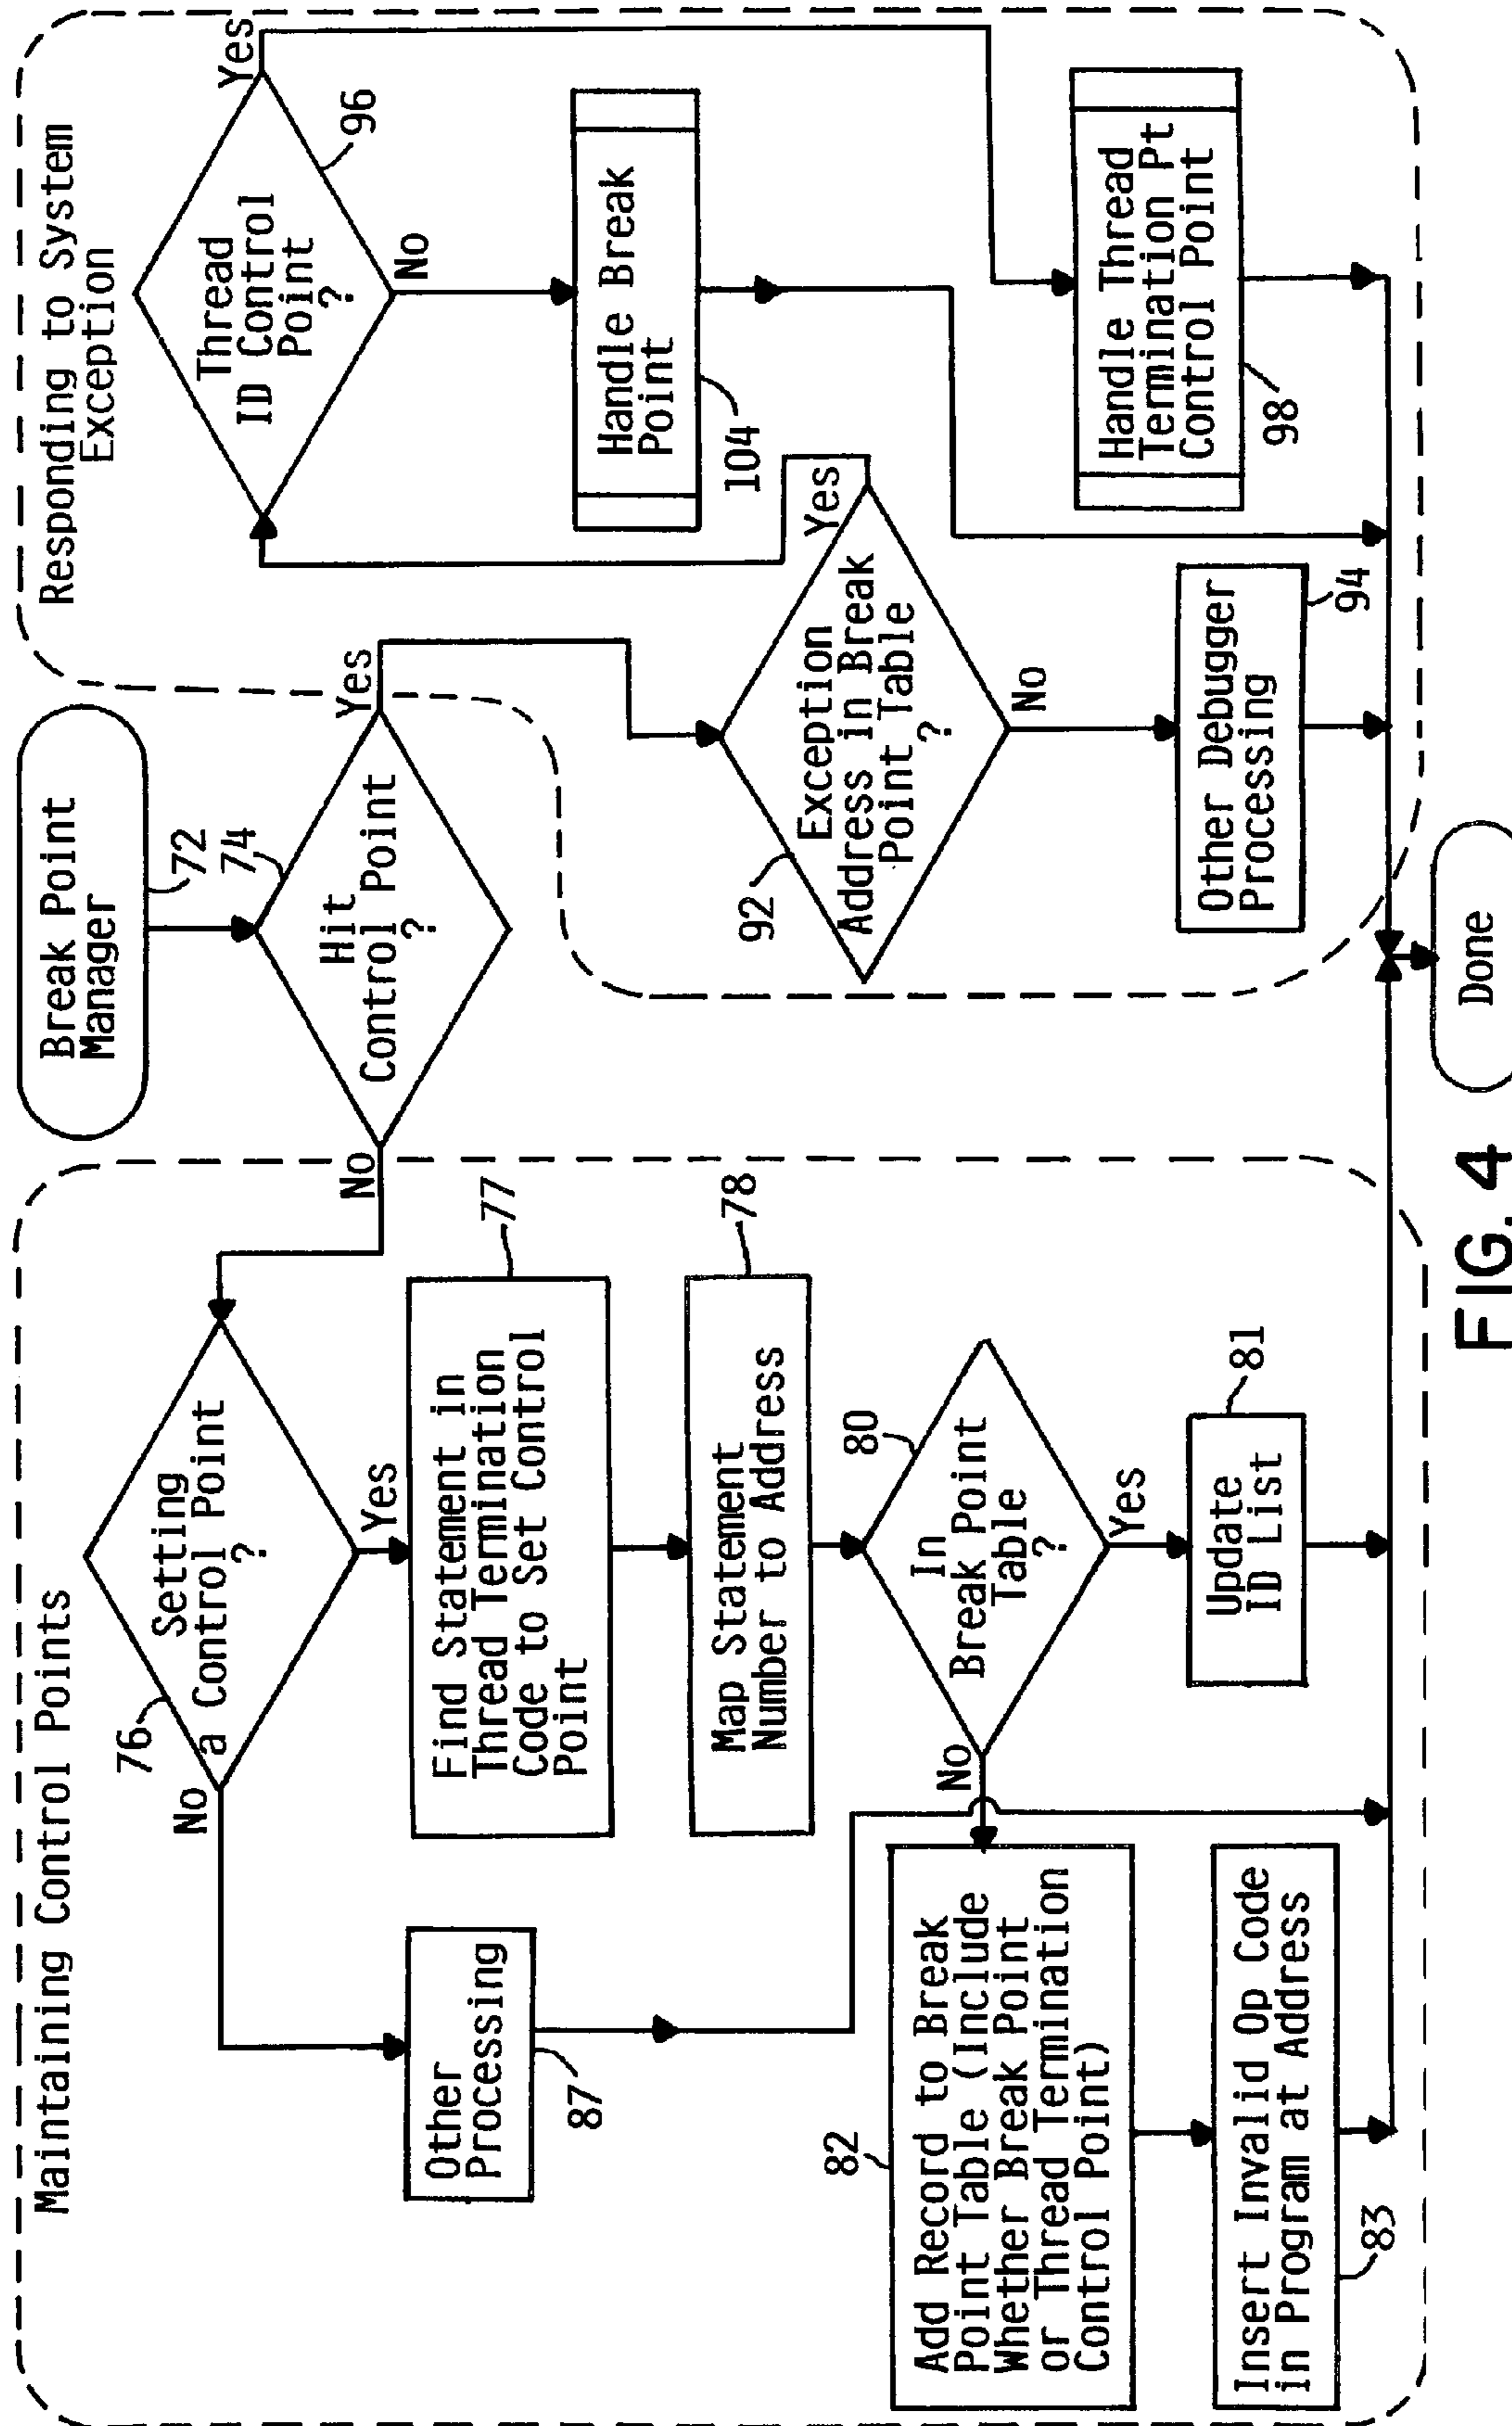 Break Point
Manager
72
74
Hit
Control Point
?
No
Yes
Maintaining Control Points
76
Setting
a Control Point
?
No
Yes
Other
Processing
87
Find Statement in
Thread Termination
Code to Set Control
Point
77
Map Statement
Number to Address
78
80
In
Break Point
Table
?
No
Yes
82
Add Record to Break
Point Table (Include
Whether Break Point
or Thread Termination
Control Point)
Update
ID List
81
Insert Invalid Op Code
in Program at Address
83
Responding to System
Exception
Thread
ID Control
Point
?
96
Yes
No
Handle Break
Point
104
92
Exception
Address in Break
Point Table
?
Yes
No
Other Debugger
Processing
94
Handle Thread
Termination Pt
Control Point
98
Done
FIG. 4